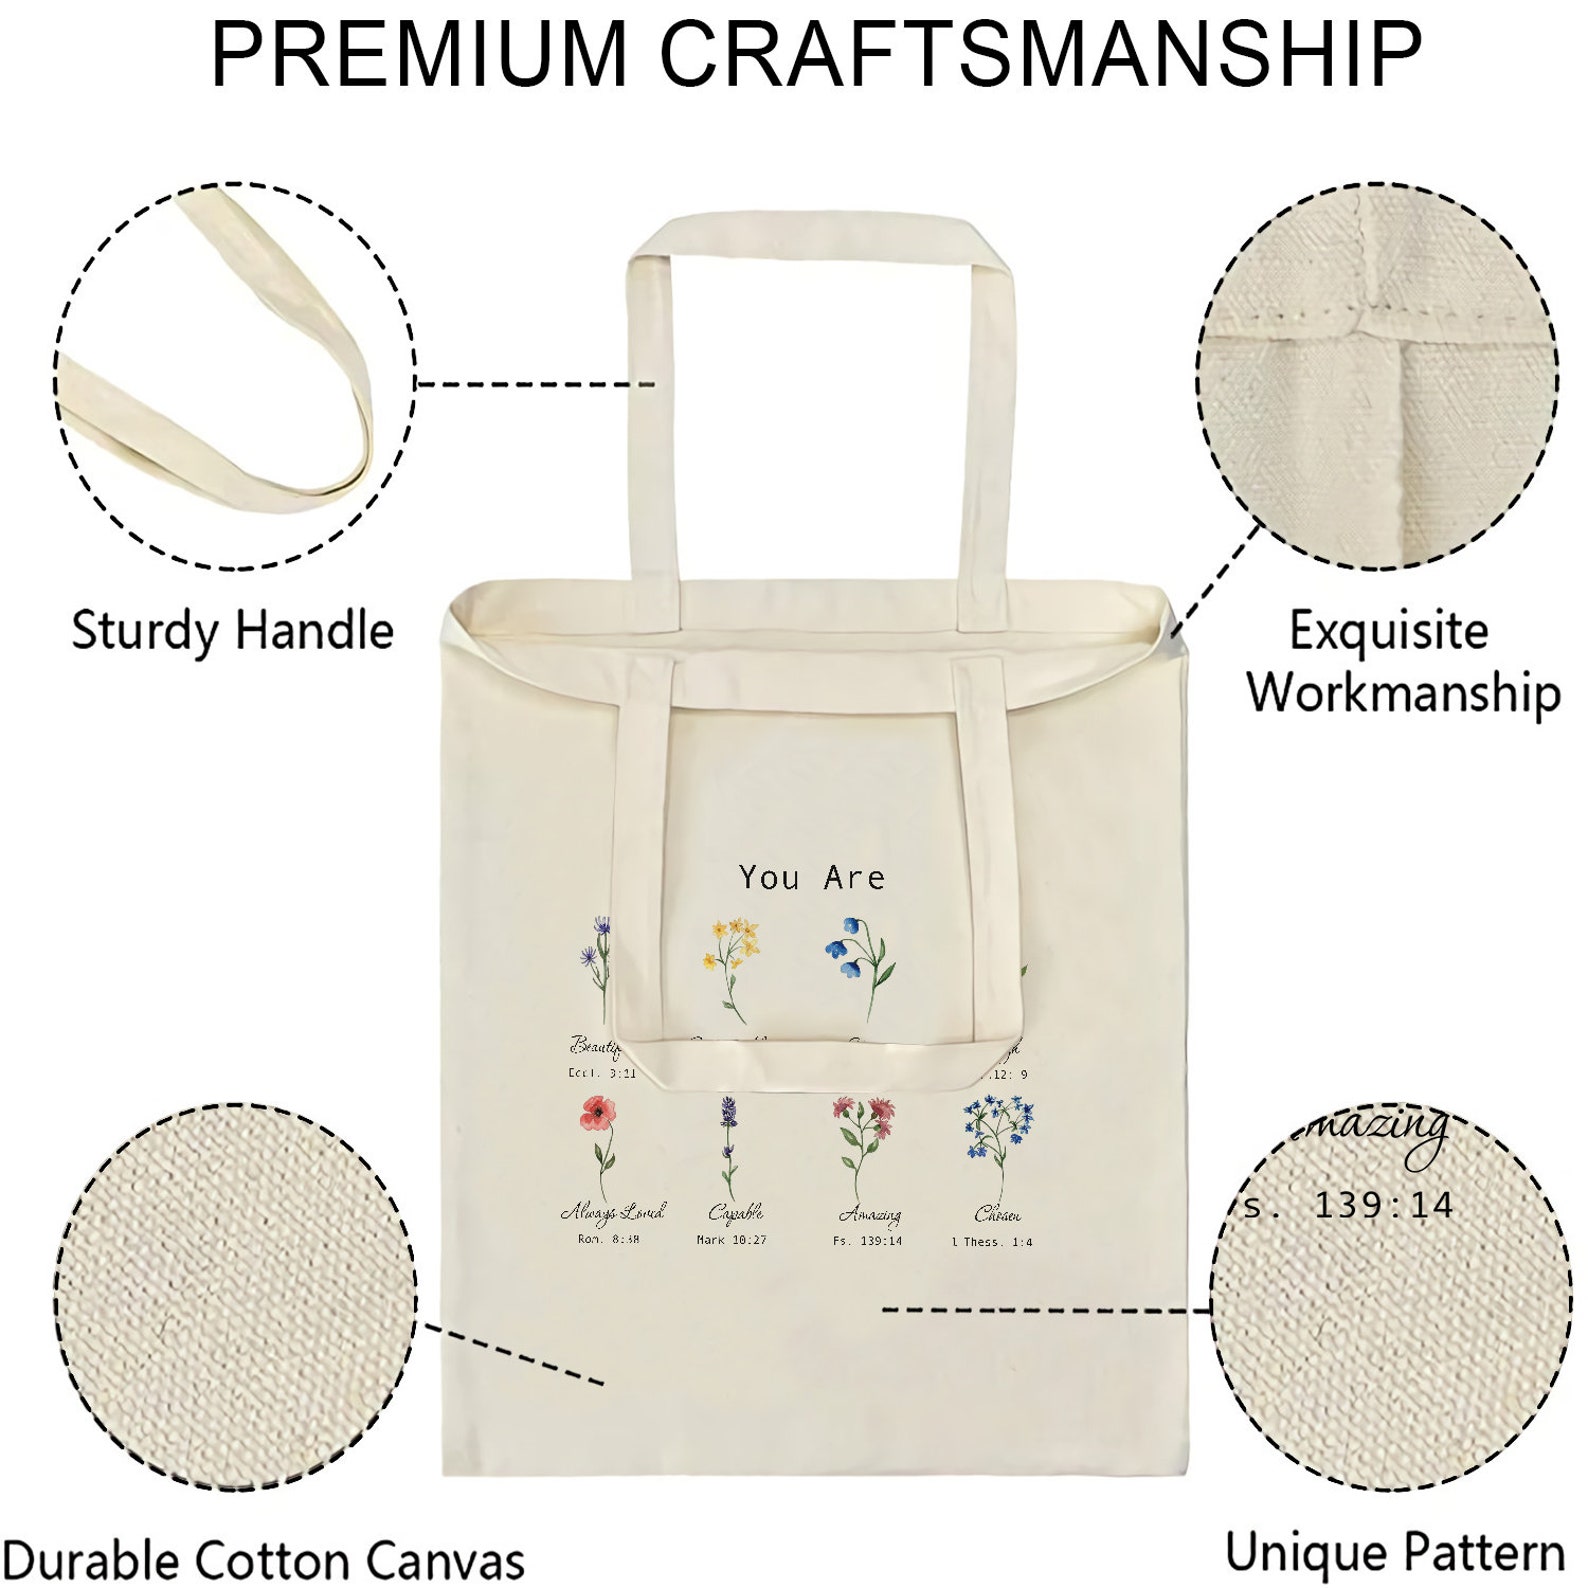 PREMIUM CRAFTSMANSHIP
Sturdy Handle
Exquisite
Workmanship
You Are
Eccl. 3:11
.12: 9
Always Loved
Capable
Amazing
Chosen
Rom. 8:38
Mark 10:27
Ps. 139:14
1 Thess. 1:4
mazing
s. 139:14
Durable Cotton Canvas
Unique Pattern